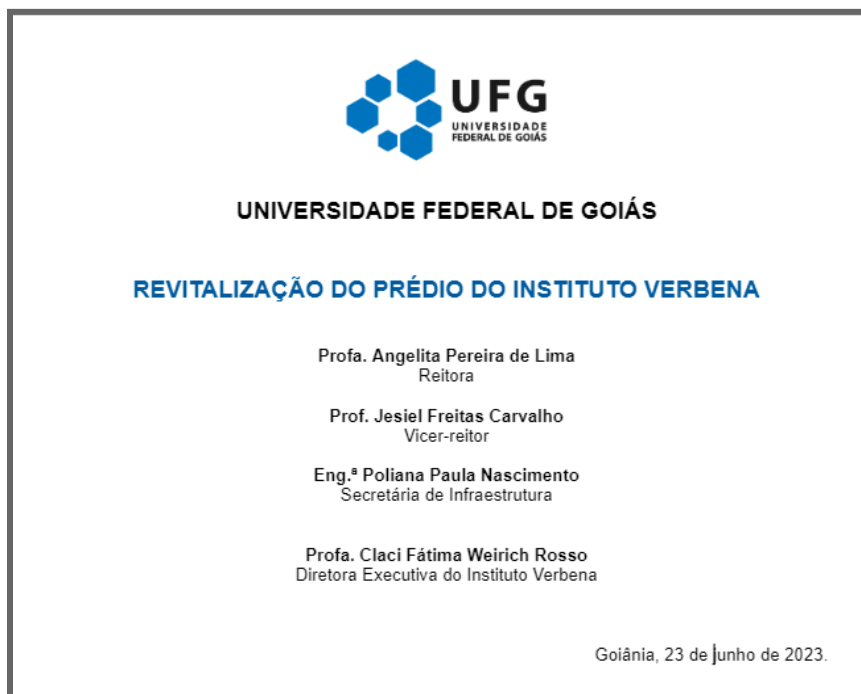 UFG
UNIVERSIDADE
FEDERAL DE GOIÁS
UNIVERSIDADE FEDERAL DE GOIÁS
REVITALIZAÇÃO DO PRÉDIO DO INSTITUTO VERBENA
Profa. Angelita Pereira de Lima
Reitora
Prof. Jesiel Freitas Carvalho
Vicer-reitor
Eng.ª Poliana Paula Nascimento
Secretária de Infraestrutura
Profa. Claci Fátima Weirich Rosso
Diretora Executiva do Instituto Verbena
Goiânia, 23 de junho de 2023.